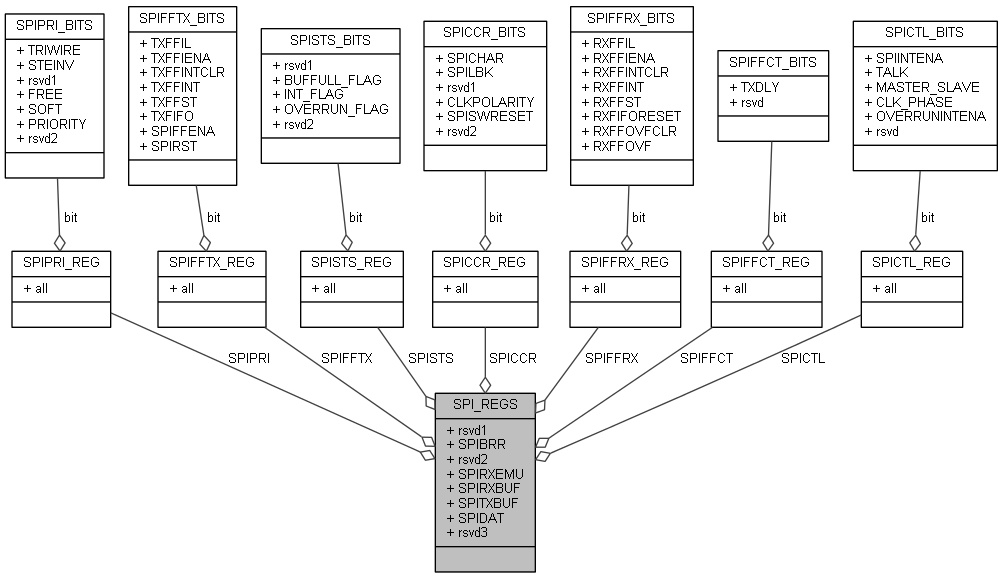 SPIPRI_BITS
+ TRIWIRE
+ STEINV
+ rsvd1
+ FREE
+ SOFT
+ PRIORITY
+ rsvd2
SPIFFTX_BITS
+ TXFFIL
+ TXFFIENA
+ TXFFINTCLR
+ TXFFINT
+ TXFFST
+ TXFIFO
+ SPIFFENA
+ SPIRST
SPISTS_BITS
+ rsvd1
+ BUFFULL_FLAG
+ INT_FLAG
+ OVERRUN_FLAG
+ rsvd2
SPICCR_BITS
+ SPICHAR
+ SPILBK
+ rsvd1
+ CLKPOLARITY
+ SPISWRESET
+ rsvd2
SPIFFRX_BITS
+ RXFFIL
+ RXFFIENA
+ RXFFINTCLR
+ RXFFINT
+ RXFFST
+ RXFIFORESET
+ RXFFOVFCLR
+ RXFFOVF
SPIFFCT_BITS
+ TXDLY
+ rsvd
SPICTL_BITS
+ SPIINTENA
+ TALK
+ MASTER_SLAVE
+ CLK_PHASE
+ OVERRUNINTENA
+ rsvd
bit
bit
bit
bit
bit
bit
bit
SPIPRI_REG
+ all
SPIFFTX_REG
+ all
SPISTS_REG
+ all
SPICCR_REG
+ all
SPIFFRX_REG
+ all
SPIFFCT_REG
+ all
SPICTL_REG
+ all
SPIPRI
SPIFFTX
SPISTS
SPICCR
SPIFFRX
SPIFFCT
SPICTL
SPI_REGS
+ rsvd1
+ SPIBRR
+ rsvd2
+ SPIRXEMU
+ SPIRXBUF
+ SPITXBUF
+ SPIDAT
+ rsvd3